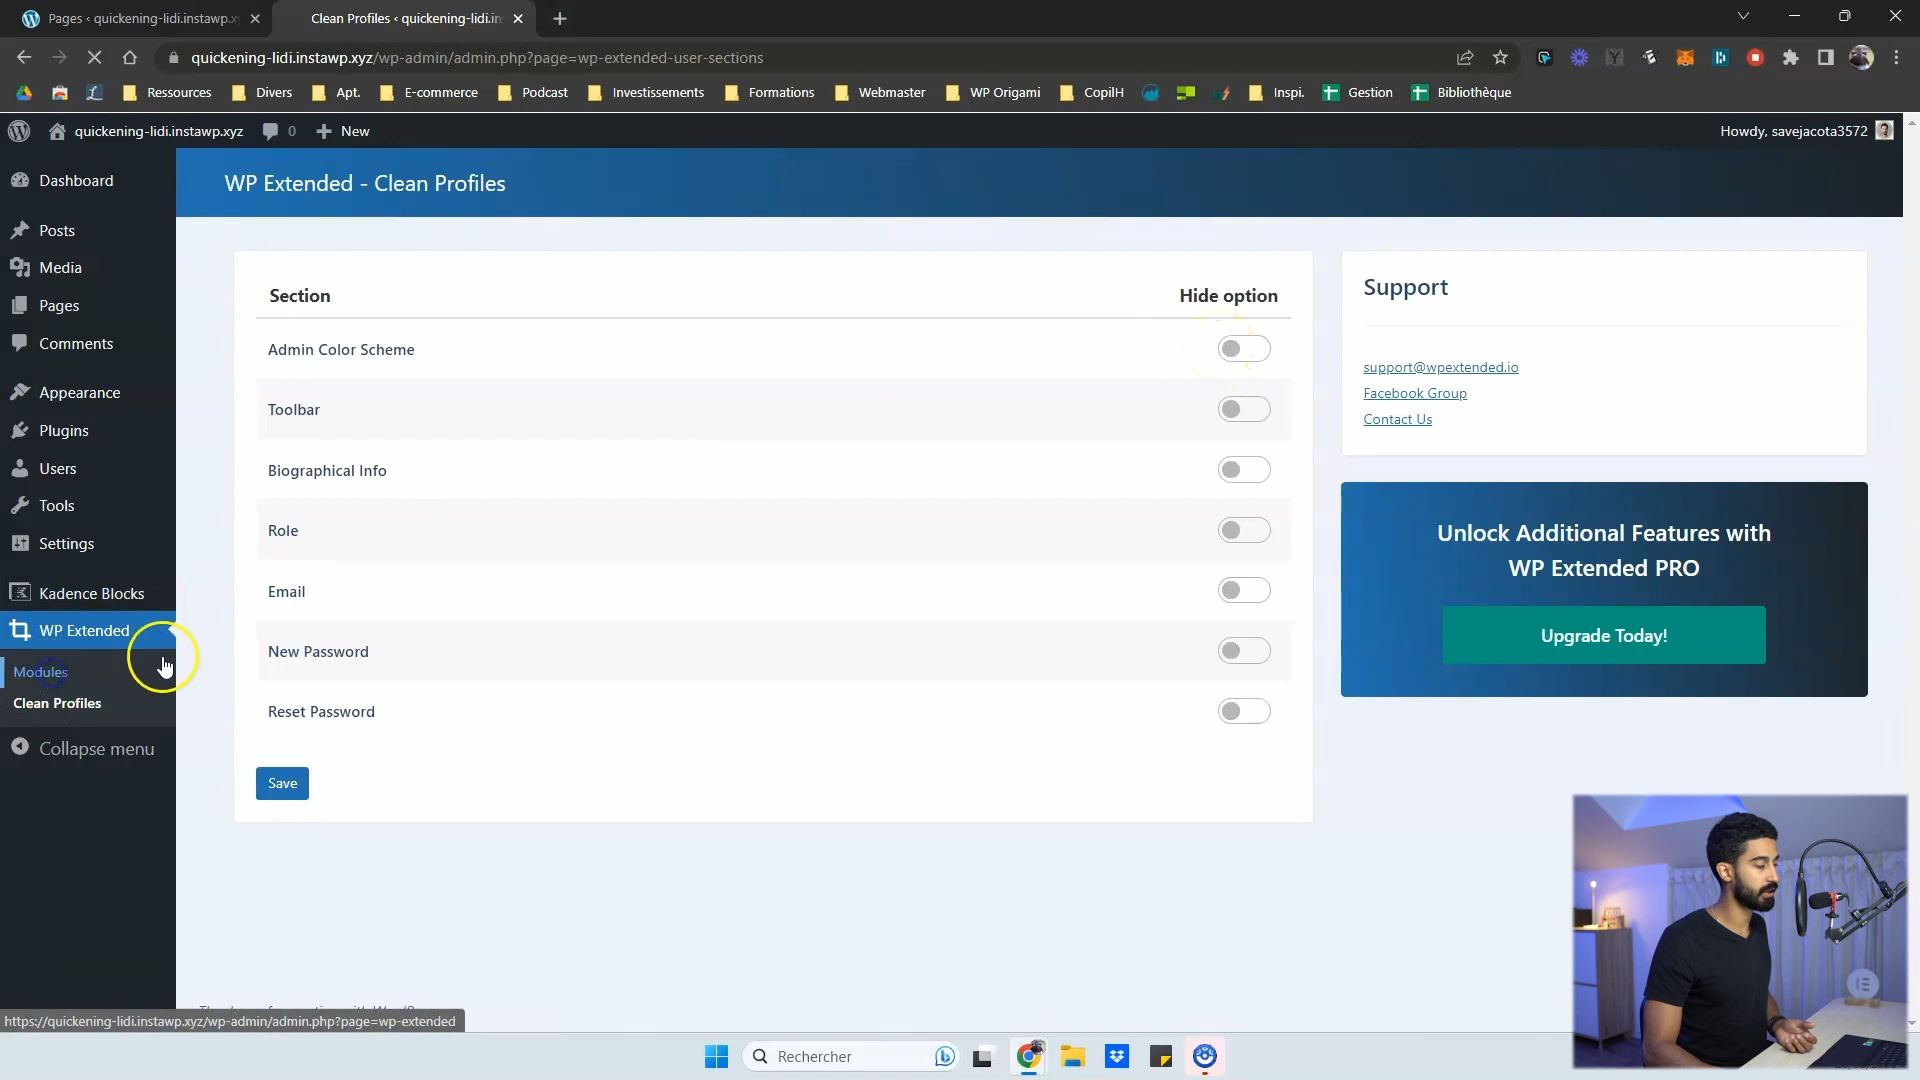 Pages ‹ quickening-lidi.instawp.xy
Clean Profiles ‹ quickening-lidi.in
quickening-lidi.instawp.xyz/wp-admin/admin.php?page=wp-extended-user-sections
Ressources
Divers
Apt.
E-commerce
Podcast
Investissements
Formations
Webmaster
WP Origami
CopilH
Inspi.
Gestion
Bibliothèque
quickening-lidi.instawp.xyz
0
New
Howdy, savejacota3572
Dashboard
Posts
Media
Pages
Comments
Appearance
Plugins
Users
Tools
Settings
Kadence Blocks
WP Extended
Modules
Clean Profiles
Collapse menu
WP Extended - Clean Profiles
Section
Hide option
Admin Color Scheme
Toolbar
Biographical Info
Role
Email
New Password
Reset Password
Save
Support
support@wpextended.io
Facebook Group
Contact Us
Unlock Additional Features with
WP Extended PRO
Upgrade Today!
https://quickening-lidi.instawp.xyz/wp-admin/admin.php?page=wp-extended
Rechercher